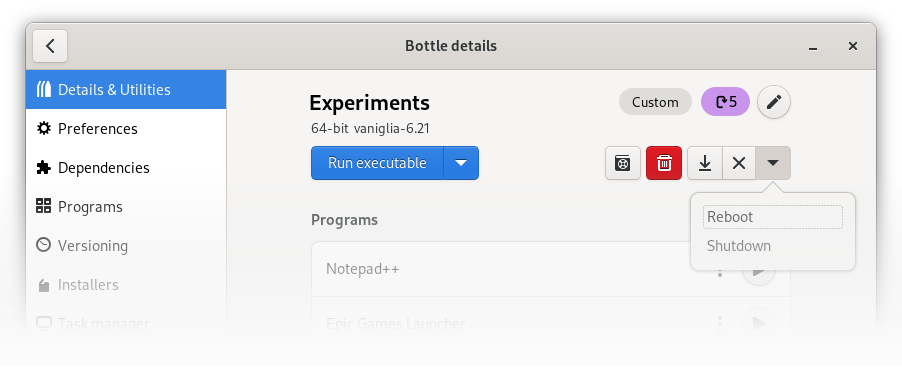 Bottle details
Details & Utilities
Preferences
Dependencies
Programs
Versioning
Installers
Task manager
Experiments
Custom
5
64-bit vaniglia-6.21
Run executable
Reboot
Shutdown
Programs
Notepad++
Epic Games Launcher